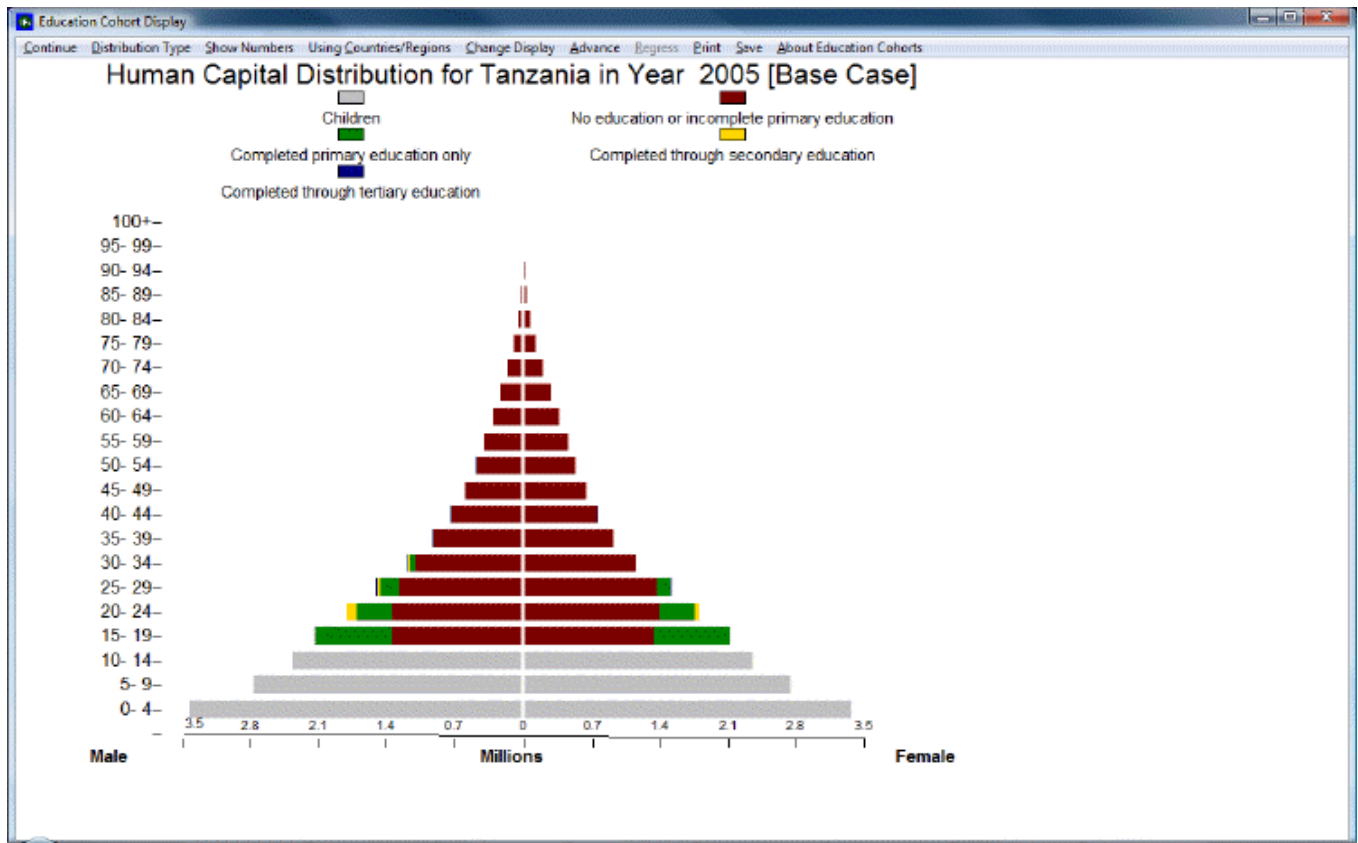 Education Cohort Display
Continue Distribution Type Show Numbers Using Countries/Regions Change Display Advance Regress Print Save About Education Cohorts
Human Capital Distribution for Tanzania in Year 2005 [Base Case]
Children No education or incomplete primary education
Completed primary education only Completed through secondary education
Completed through tertiary education
100+
95- 99
90- 94
85- 89
80- 84
75- 79
70- 74
65- 69
60- 64
55- 59
50- 54
45- 49
40- 44
35- 39
30- 34
25- 29
20- 24
15- 19
10- 14
5- 9
0- 4
3.5 2.8 2.1 1.4 0.7 0 0.7 1.4 2.1 2.8 3.5
Male Millions Female